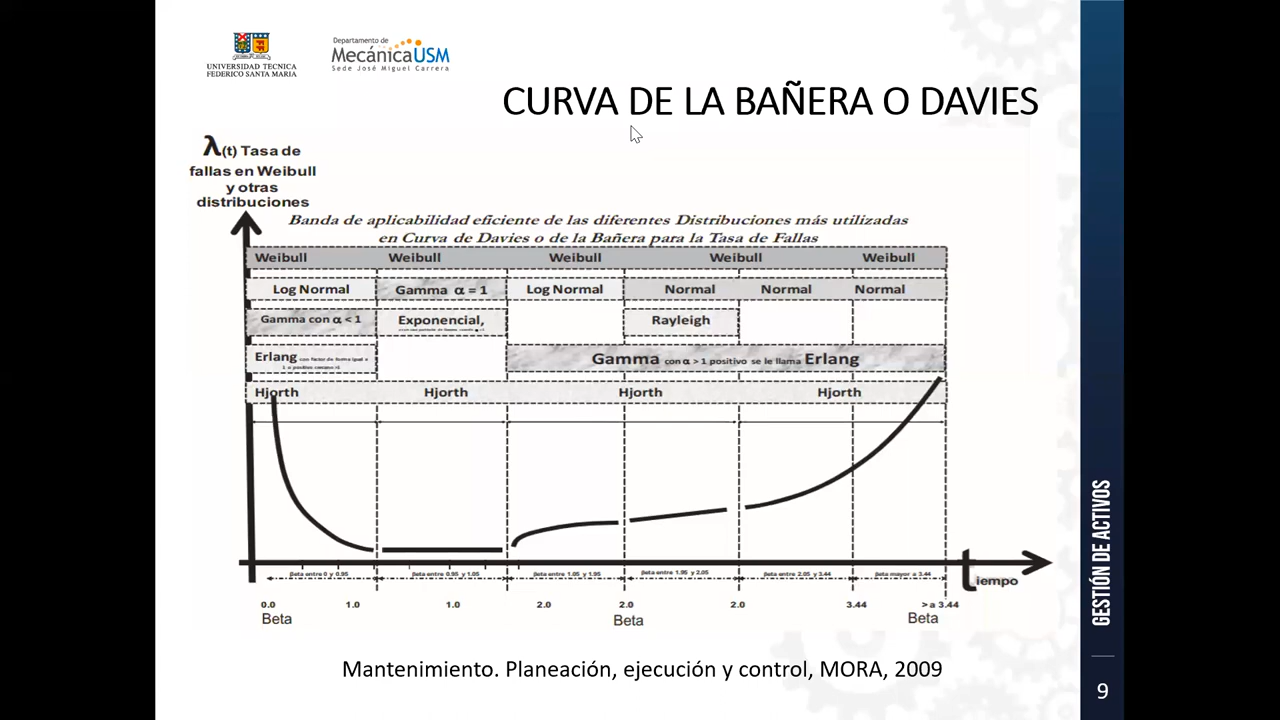 UNIVERSIDAD TECNICA
FEDERICO SANTA MARIA
Departamento de
MecánicaUSM
Sede José Miguel Carrera
CURVA DE LA BAÑERA O DAVIES
λ(t) Tasa de
fallas en Weibull
y otras
distribuciones
Banda de aplicabilidad eficiente de las diferentes Distribuciones más utilizadas
en Curva de Davies o de la Bañera para la Tasa de Fallas
Weibull Weibull Weibull Weibull Weibull
Log Normal Gamma α = 1 Log Normal Normal Normal Normal
Gamma con α < 1 Exponencial, Rayleigh
Erlang con factor de forma igual a
Gamma con α > 1 positivo se le llama Erlang
Hjorth Hjorth Hjorth Hjorth
Beta entre 0 y 0.95 Beta entre 0.95 y 1.05 Beta entre 1.05 y 1.95 Beta entre 1.95 y 2.05 Beta entre 2.05 y 3.44 Beta mayor a 3.44
tiempo
0.0 1.0 1.0 2.0 2.0 2.0 3.44 > a 3.44
Beta Beta Beta
Mantenimiento. Planeación, ejecución y control, MORA, 2009
GESTIÓN DE ACTIVOS
9